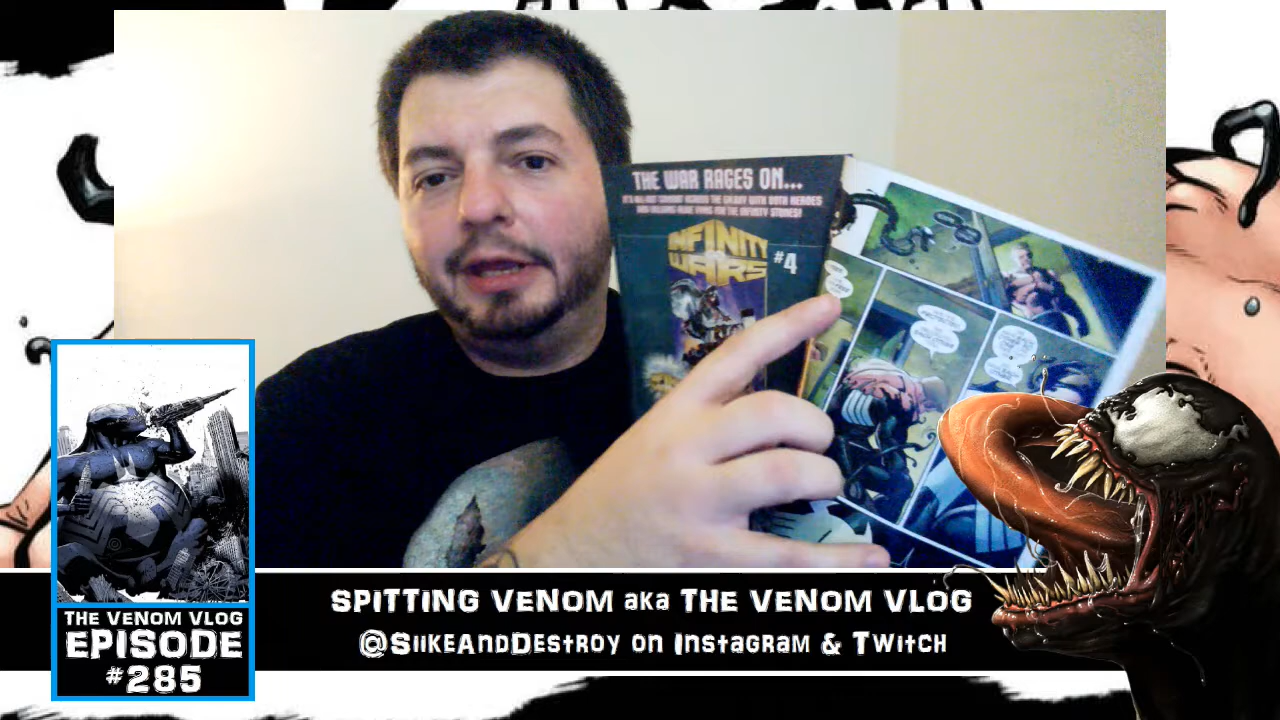 THE WAR RAGES ON...
INFINITY
WARS #4
THE VENOM VLOG
EPISODE
#285
SPITTING VENOM aka THE VENOM VLOG
@SiikeAndDestroy on Instagram & Twitch